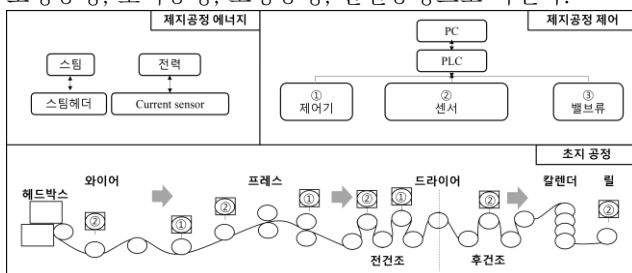 제지공정 에너지
스팀
전력
스팀헤더
Current sensor
제지공정 제어
PC
PLC
①
제어기
②
센서
③
밸브류
초지 공정
와이어
프레스
드라이어
칼렌더
릴
헤드박스
②
①
②
①
②
①
②
②
전건조
후건조